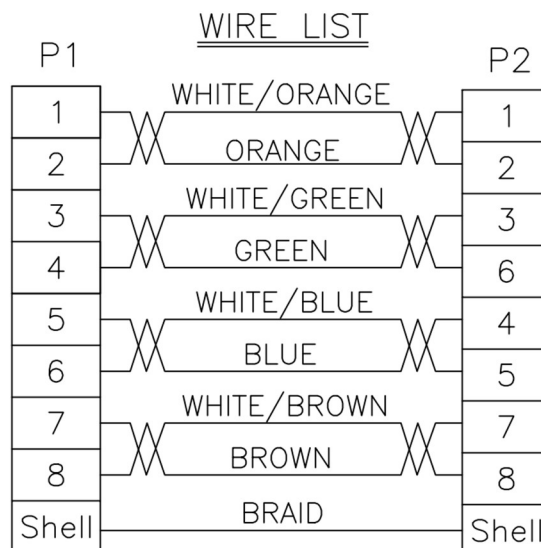 WIRE LIST
P1 P2
WHITE/ORANGE
1 1
ORANGE
2 2
WHITE/GREEN
3 3
GREEN
4 6
WHITE/BLUE
5 4
BLUE
6 5
WHITE/BROWN
7 7
BROWN
8 8
BRAID
Shell Shell